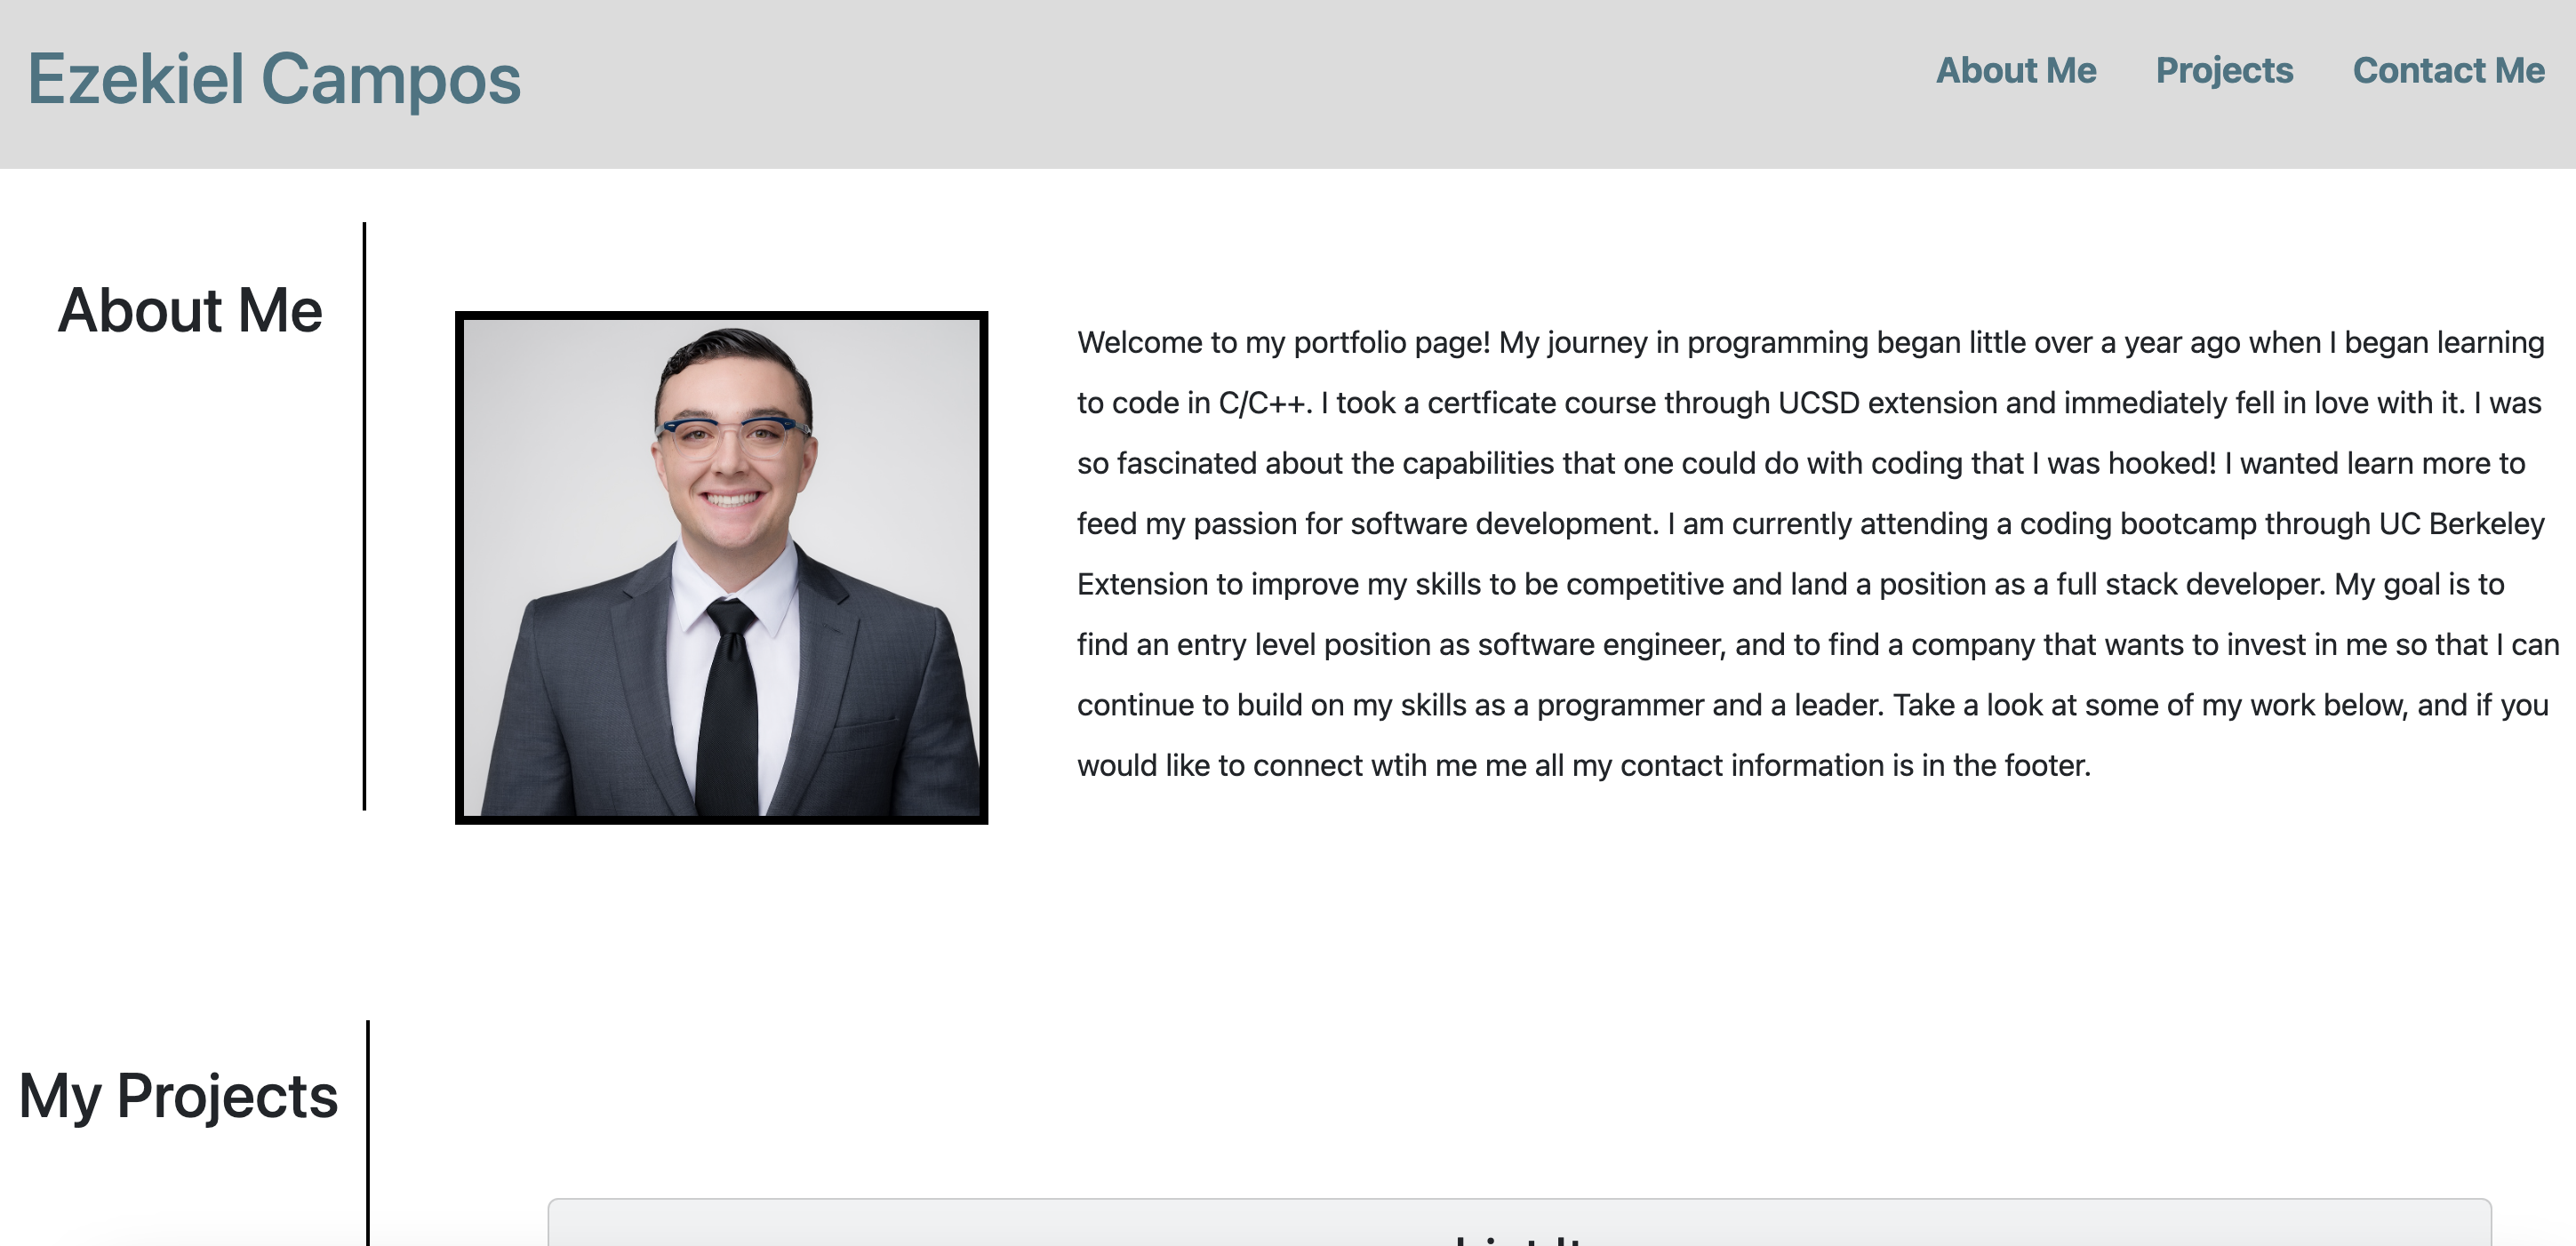 Ezekiel Campos
About Me Projects Contact Me
About Me
Welcome to my portfolio page! My journey in programming began little over a year ago when I began learning
to code in C/C++. I took a certficate course through UCSD extension and immediately fell in love with it. I was
so fascinated about the capabilities that one could do with coding that I was hooked! I wanted learn more to
feed my passion for software development. I am currently attending a coding bootcamp through UC Berkeley
Extension to improve my skills to be competitive and land a position as a full stack developer. My goal is to
find an entry level position as software engineer, and to find a company that wants to invest in me so that I can
continue to build on my skills as a programmer and a leader. Take a look at some of my work below, and if you
would like to connect wtih me me all my contact information is in the footer.
My Projects